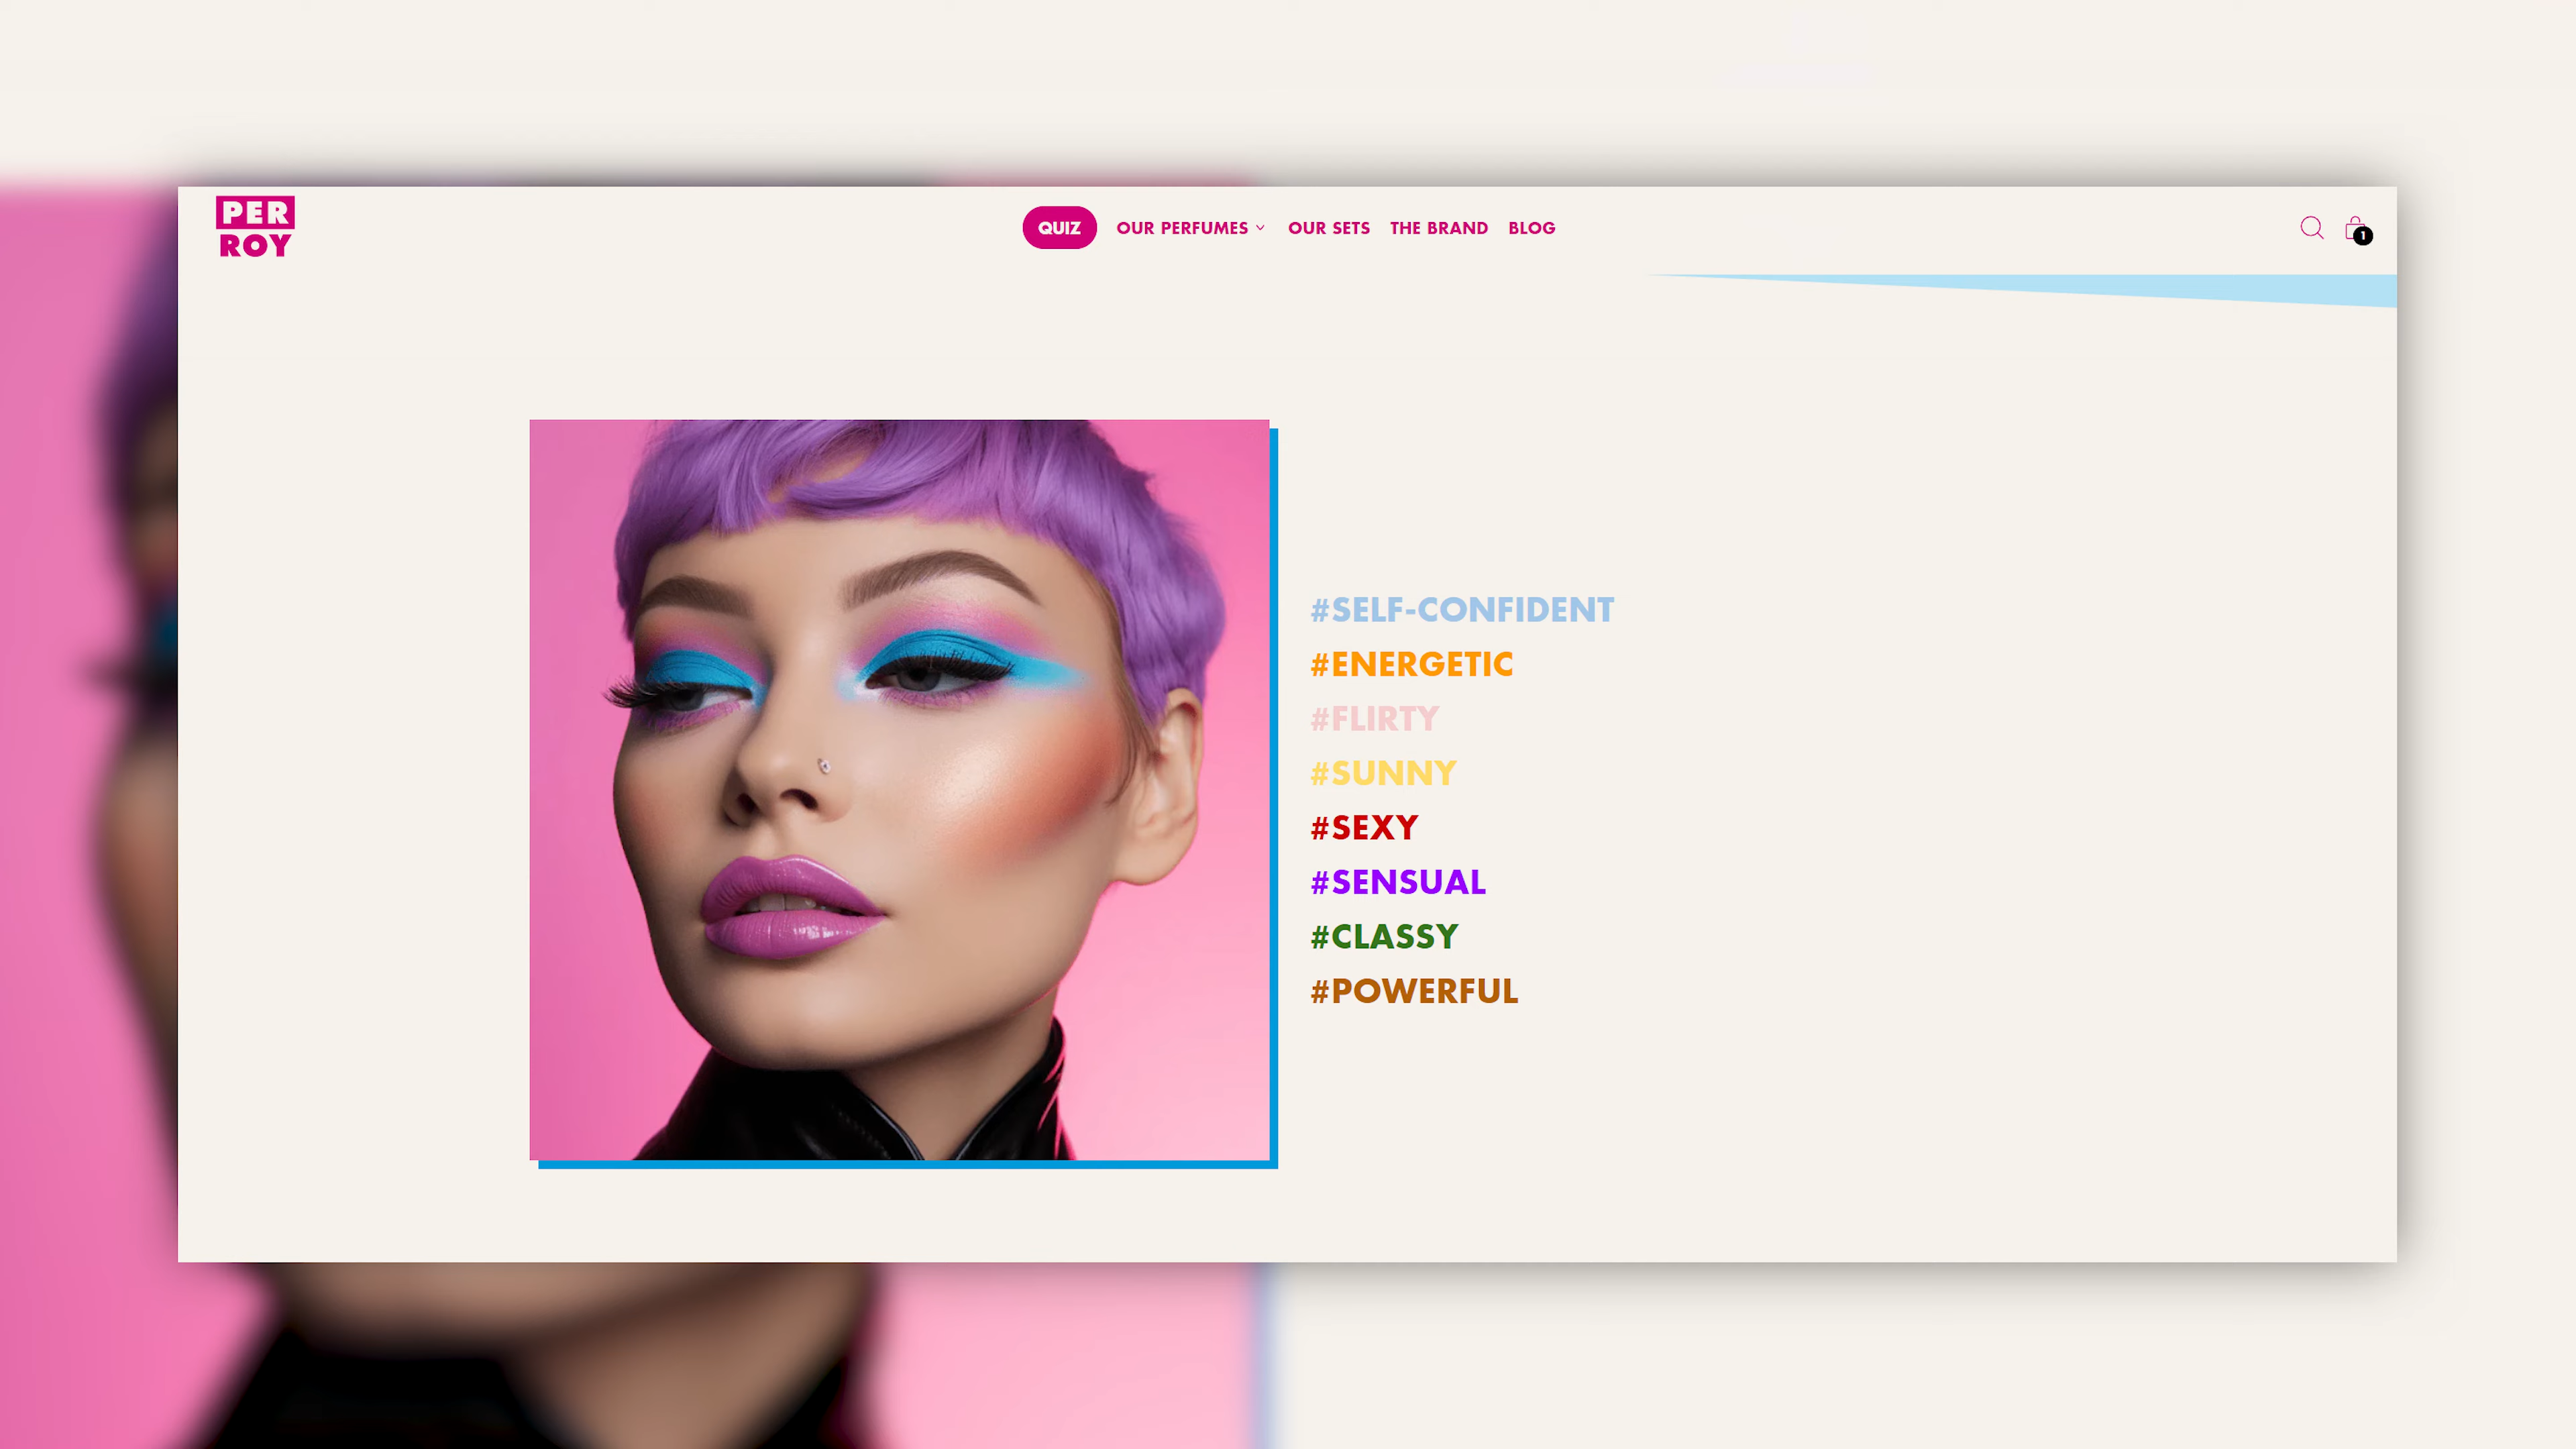 PER
ROY
QUIZ OUR PERFUMES OUR SETS THE BRAND BLOG
1
#SELF-CONFIDENT
#ENERGETIC
#FLIRTY
#SUNNY
#SEXY
#SENSUAL
#CLASSY
#POWERFUL